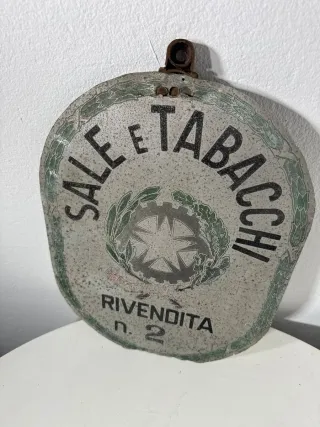 SALE E TABACCHI
RIVENDITA
n. 2